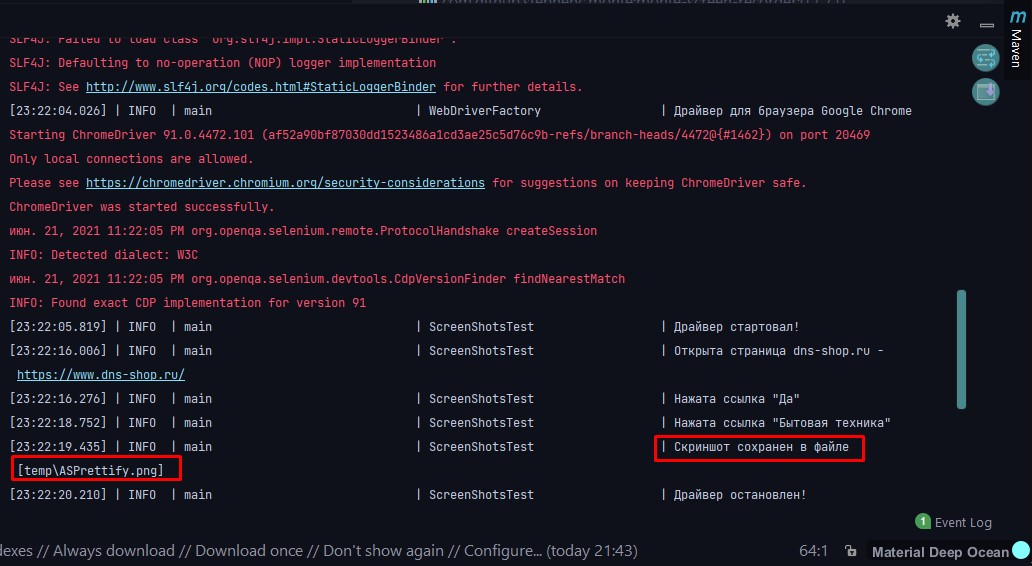 SLF4J: Failed to load class "org.slf4j.impl.StaticLoggerBinder".
SLF4J: Defaulting to no-operation (NOP) logger implementation
SLF4J: See http://www.slf4j.org/codes.html#StaticLoggerBinder for further details.
[23:22:04.026] | INFO | main | WebDriverFactory | Драйвер для браузера Google Chrome
Starting ChromeDriver 91.0.4472.101 (af52a90bf87030dd1523486a1cd3ae25c5d76c9b-refs/branch-heads/4472@{#1462}) on port 20469
Only local connections are allowed.
Please see https://chromedriver.chromium.org/security-considerations for suggestions on keeping ChromeDriver safe.
ChromeDriver was started successfully.
июн. 21, 2021 11:22:05 PM org.openqa.selenium.remote.ProtocolHandshake createSession
INFO: Detected dialect: W3C
июн. 21, 2021 11:22:05 PM org.openqa.selenium.devtools.CdpVersionFinder findNearestMatch
INFO: Found exact CDP implementation for version 91
[23:22:05.819] | INFO | main | ScreenShotsTest | Драйвер стартовал!
[23:22:16.006] | INFO | main | ScreenShotsTest | Открыта страница dns-shop.ru -
https://www.dns-shop.ru/
[23:22:16.276] | INFO | main | ScreenShotsTest | Нажата ссылка "Да"
[23:22:18.752] | INFO | main | ScreenShotsTest | Нажата ссылка "Бытовая техника"
[23:22:19.435] | INFO | main | ScreenShotsTest | Скриншот сохранен в файле
[temp\ASPrettify.png]
[23:22:20.210] | INFO | main | ScreenShotsTest | Драйвер остановлен!
m
Maven
1 Event Log
dexes // Always download // Download once // Don't show again // Configure... (today 21:43)
64:1
Material Deep Ocean